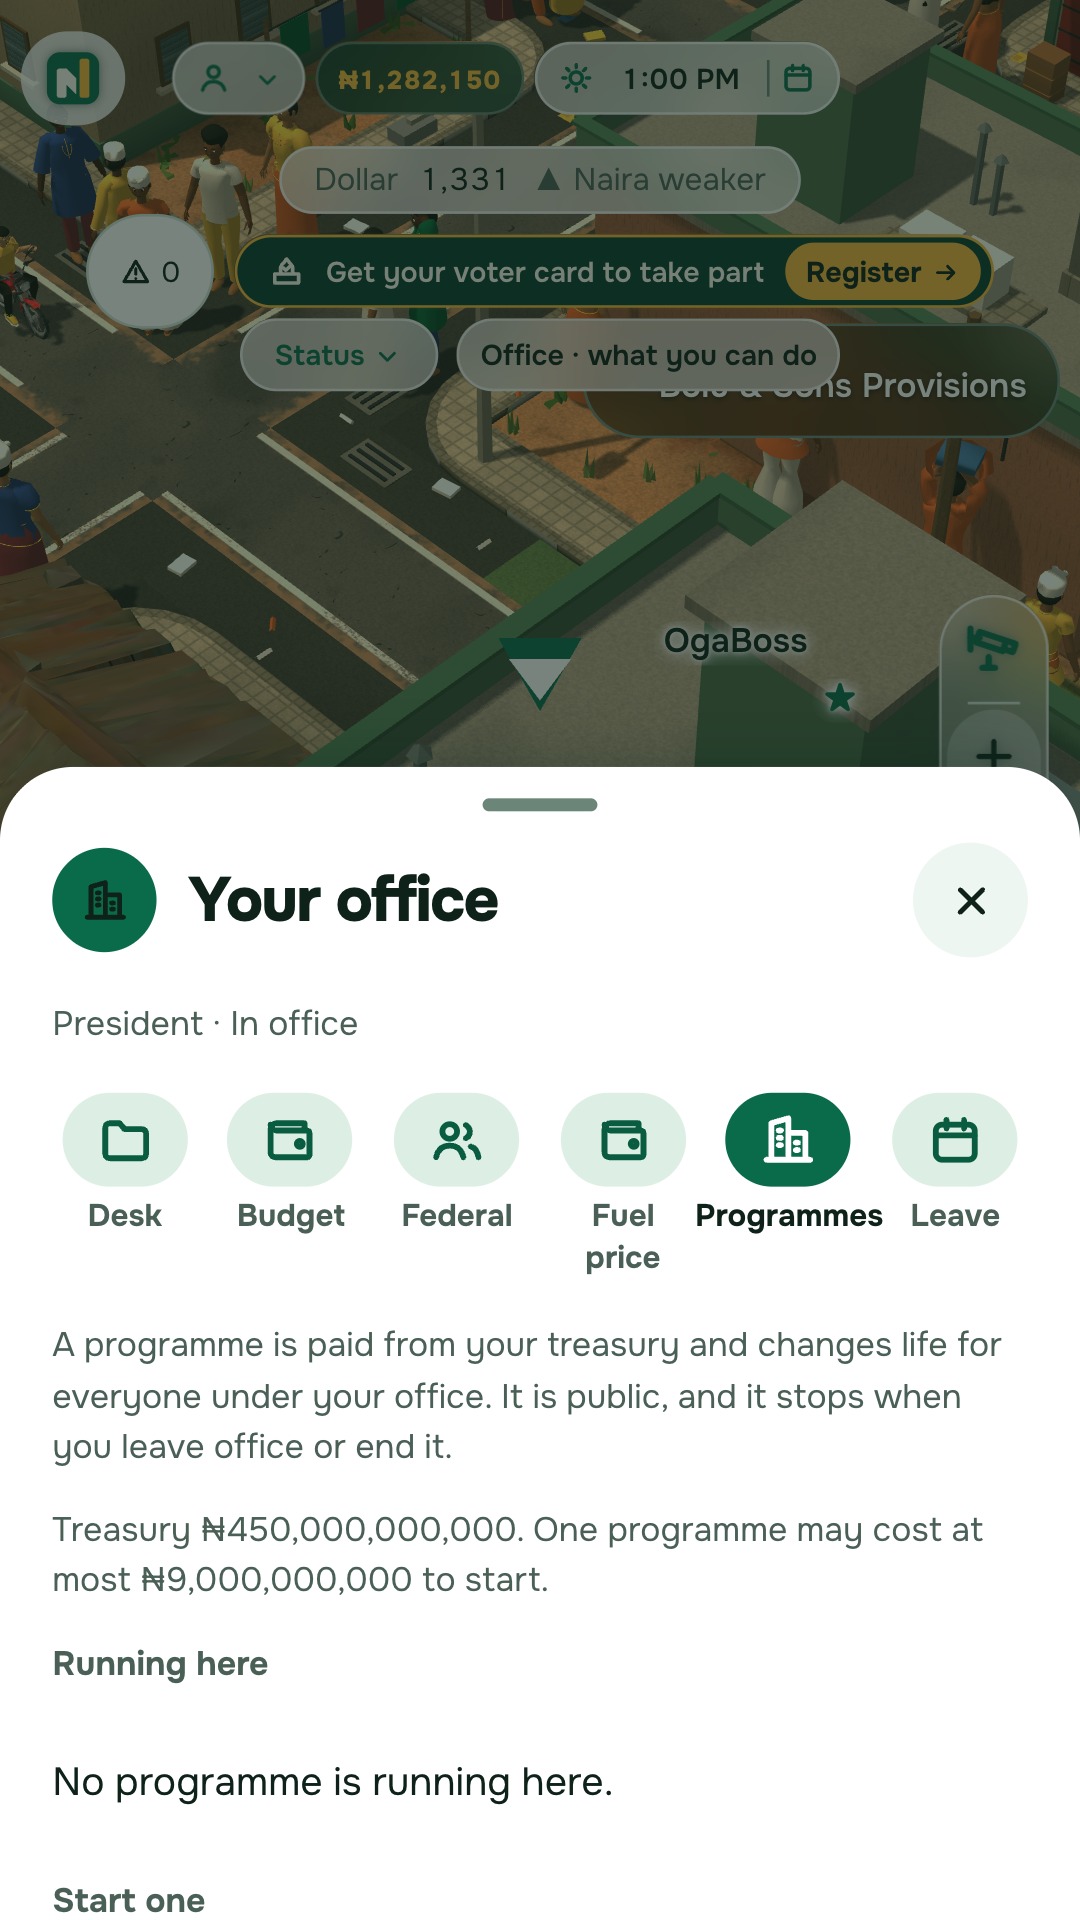 ₦1,282,150
1:00 PM
Dollar 1,331 ▲ Naira weaker
0
Get your voter card to take part
Register →
Status
Office · what you can do
Sons Provisions
OgaBoss
Your office
President · In office
Desk
Budget
Federal
Fuel
price
Programmes
Leave
A programme is paid from your treasury and changes life for
everyone under your office. It is public, and it stops when
you leave office or end it.
Treasury ₦450,000,000,000. One programme may cost at
most ₦9,000,000,000 to start.
Running here
No programme is running here.
Start one